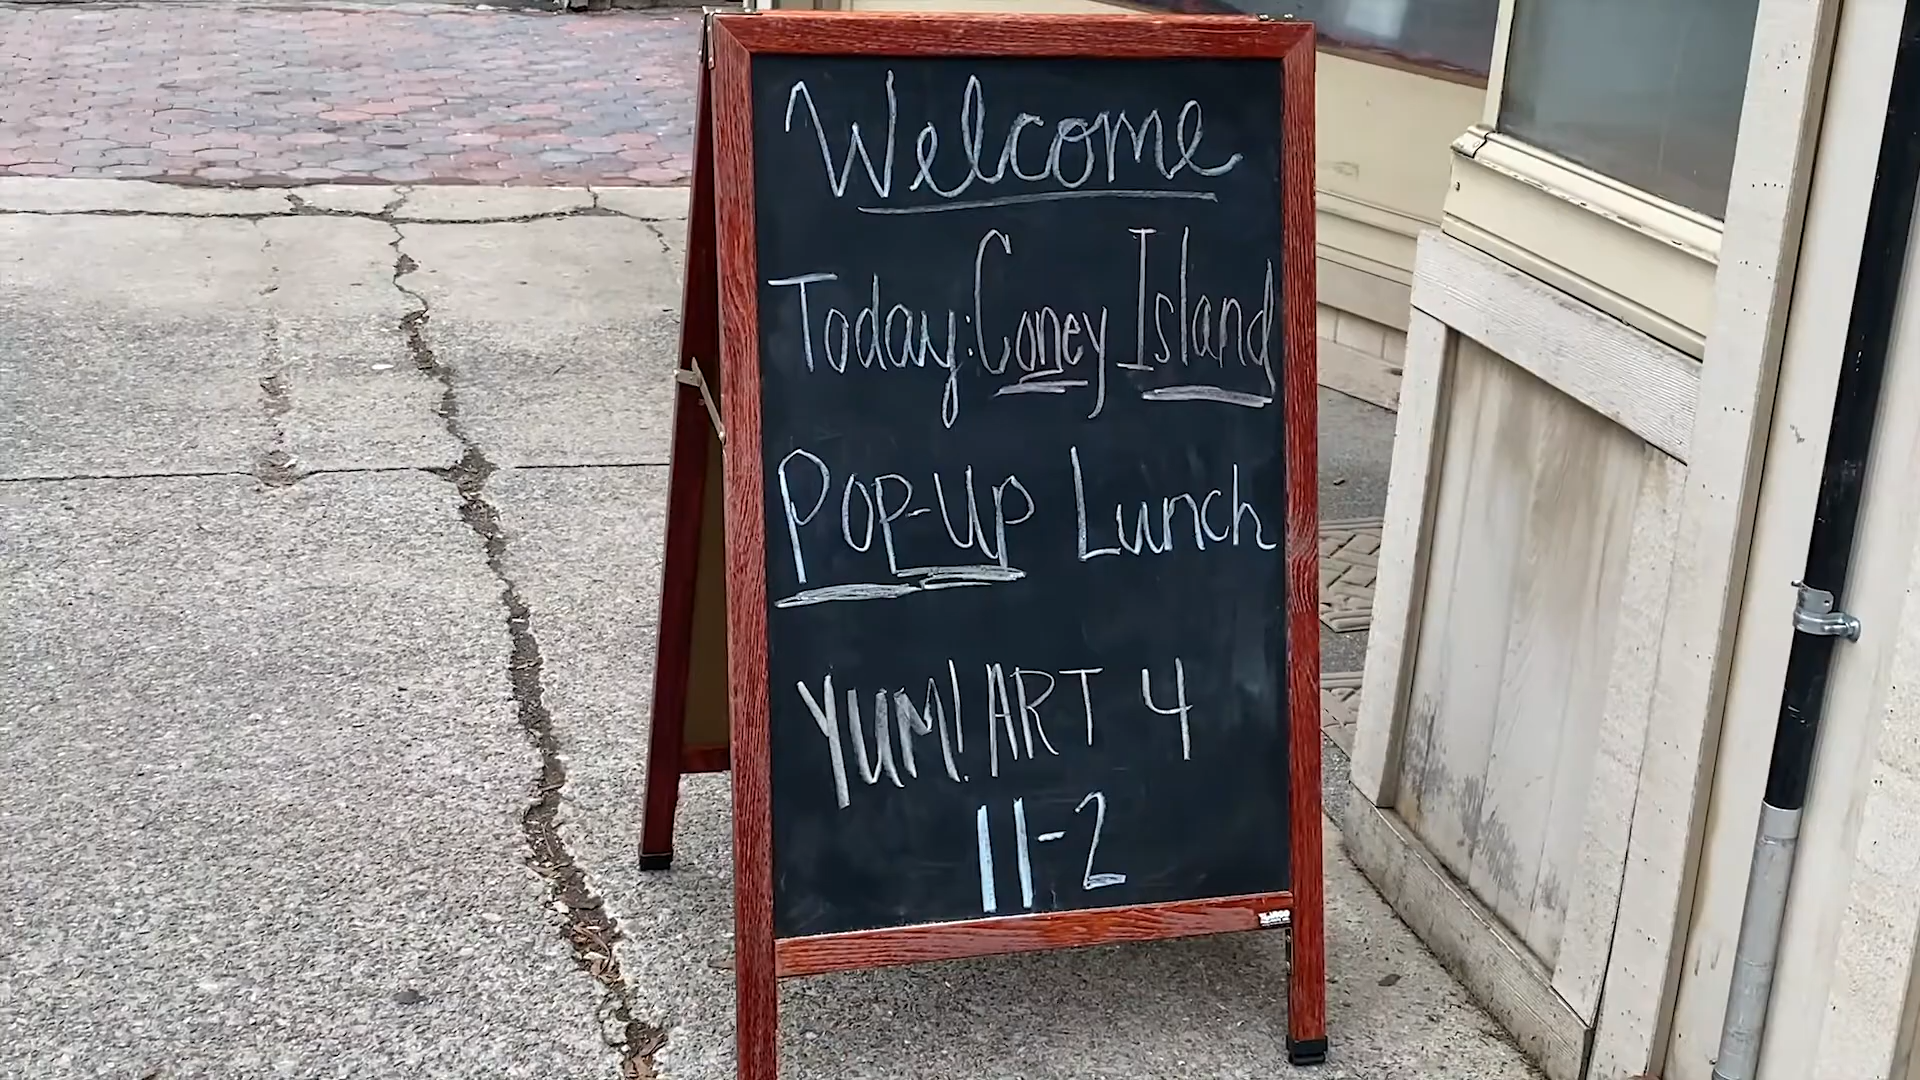 Welcome
Today: Coney Island
Pop-Up Lunch
YUM! ART 4
11-2